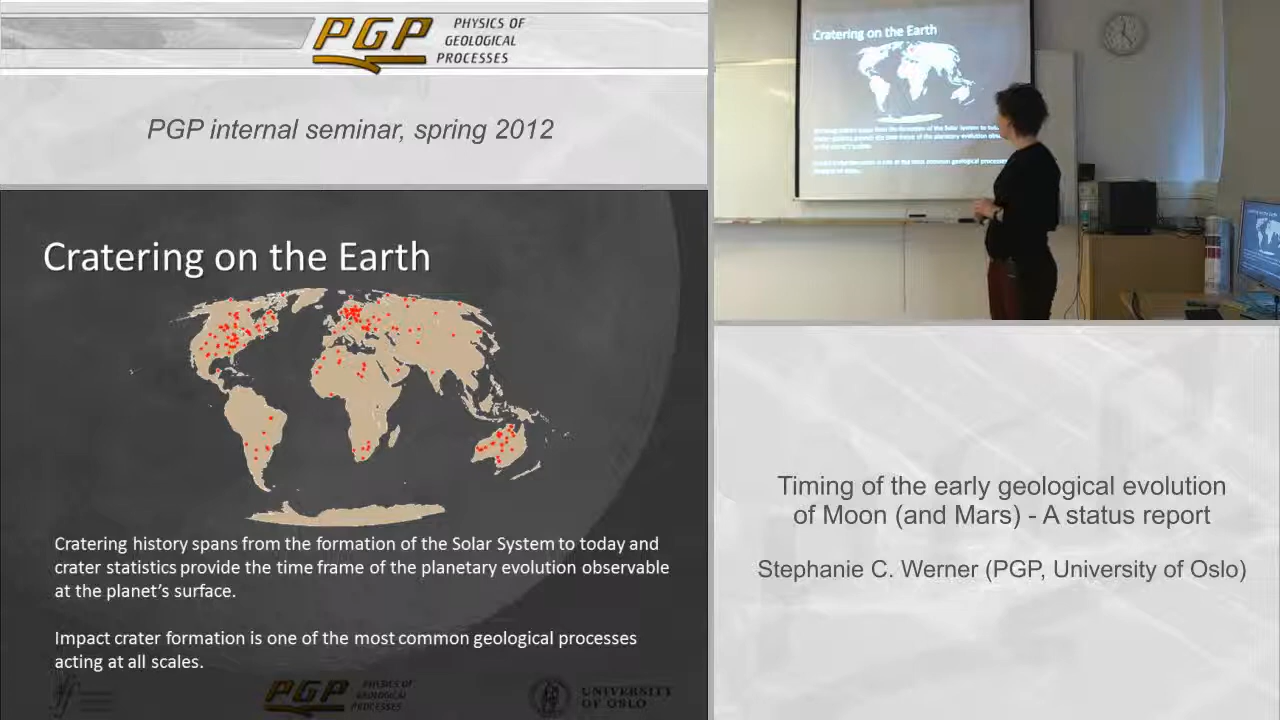 PGP
PHYSICS OF
GEOLOGICAL
PROCESSES
PGP internal seminar, spring 2012
Cratering on the Earth
Cratering history spans from the formation of the Solar System to today and
crater statistics provide the time frame of the planetary evolution observable
at the planet's surface.
Impact crater formation is one of the most common geological processes
acting at all scales.
PGP
PHYSICS OF
GEOLOGICAL
PROCESSES
UNIVERSITY
OF OSLO
Cratering on the Earth
Timing of the early geological evolution
of Moon (and Mars) - A status report
Stephanie C. Werner (PGP, University of Oslo)